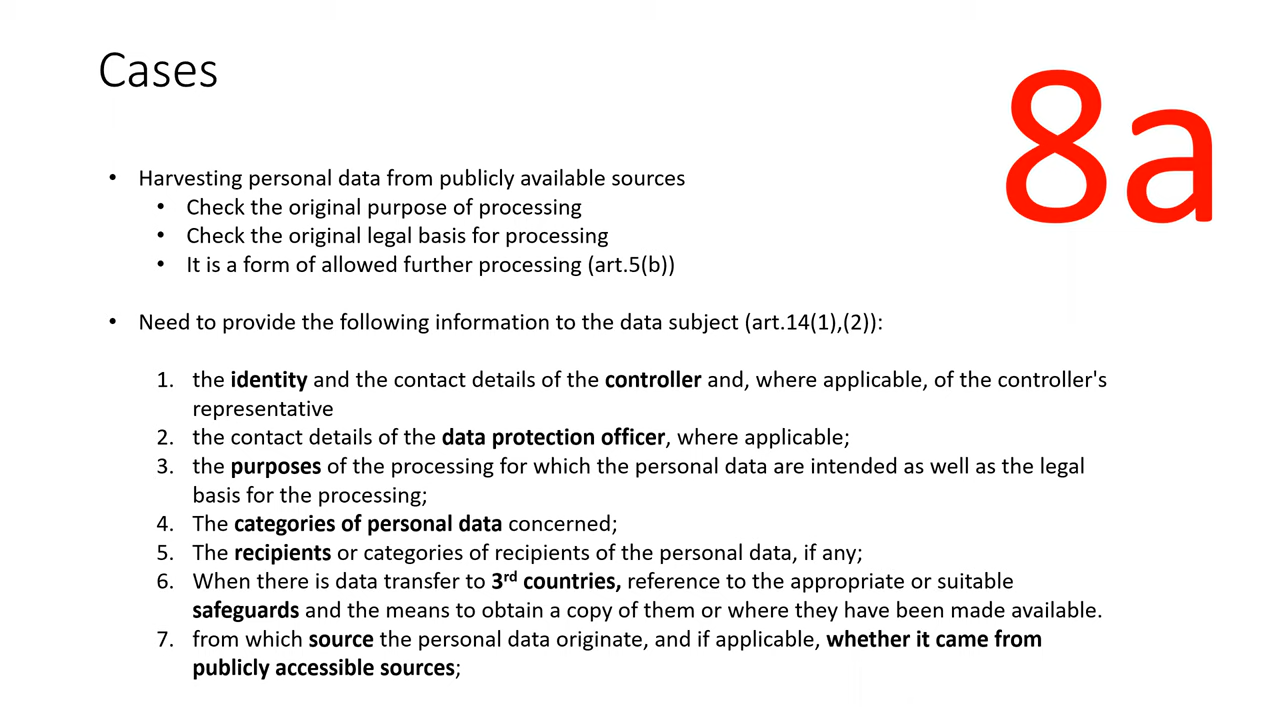 Cases
8a
• Harvesting personal data from publicly available sources
• Check the original purpose of processing
• Check the original legal basis for processing
• It is a form of allowed further processing (art.5(b))
• Need to provide the following information to the data subject (art.14(1),(2)):
1. the identity and the contact details of the controller and, where applicable, of the controller's
representative
2. the contact details of the data protection officer, where applicable;
3. the purposes of the processing for which the personal data are intended as well as the legal
basis for the processing;
4. The categories of personal data concerned;
5. The recipients or categories of recipients of the personal data, if any;
6. When there is data transfer to 3rd countries, reference to the appropriate or suitable
safeguards and the means to obtain a copy of them or where they have been made available.
7. from which source the personal data originate, and if applicable, whether it came from
publicly accessible sources;